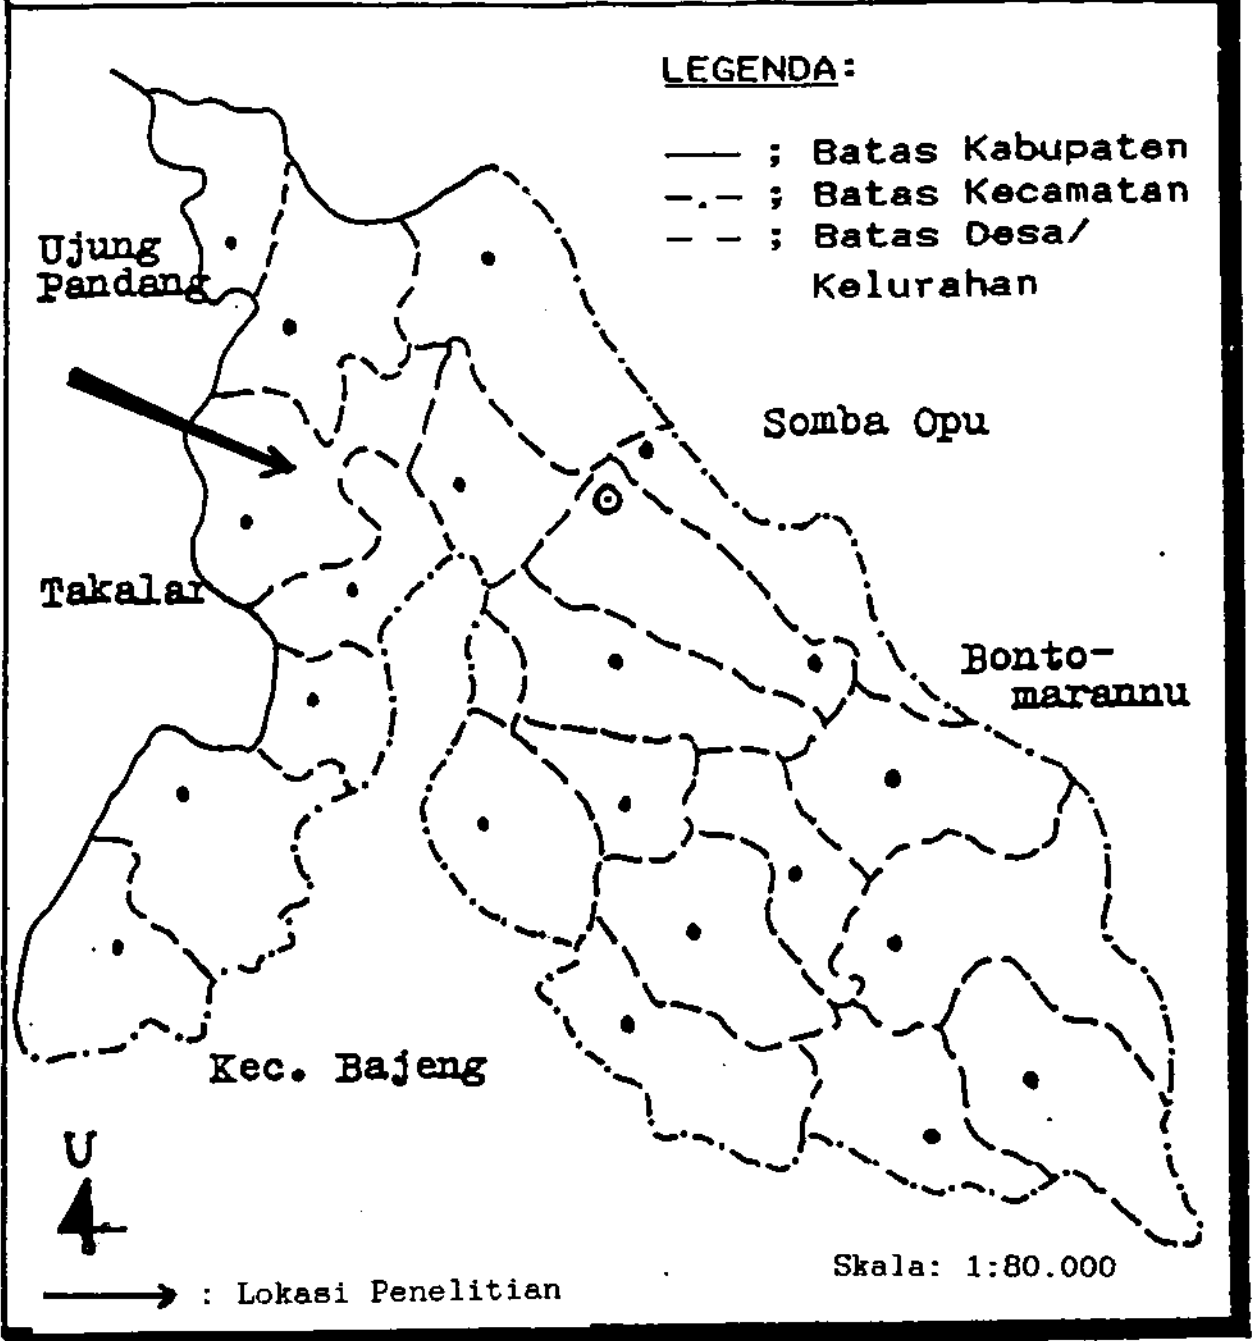 LEGENDA:
—— ; Batas Kabupaten
—.— ; Batas Kecamatan
— — ; Batas Desa/
Kelurahan
Ujung
Pandang
Somba Opu
Takalar
Bonto-
marannu
Kec. Bajeng
U
4
Skala: 1:80.000
: Lokasi Penelitian